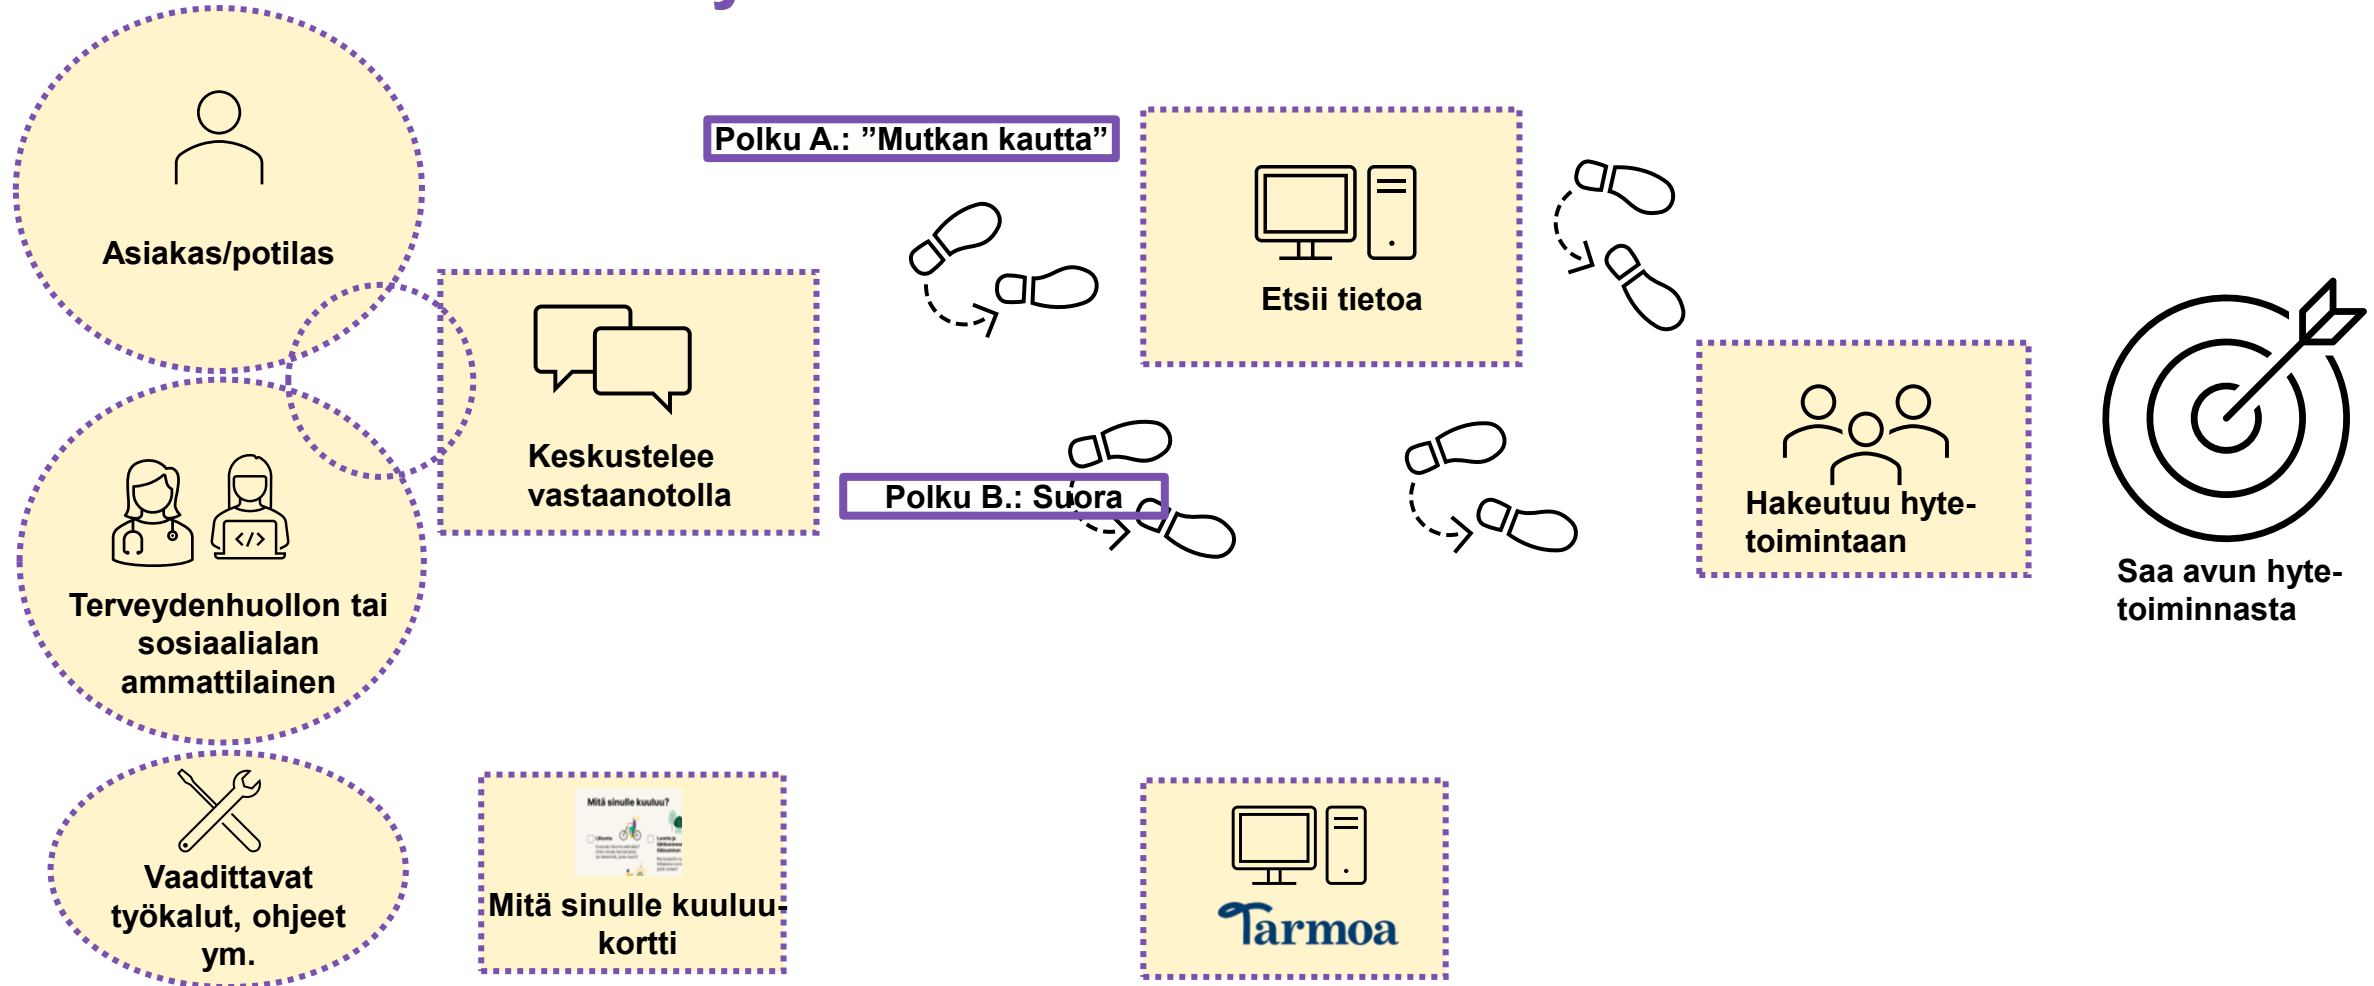 Asiakas/potilas
Terveydenhuollon tai
sosiaalialan
ammattilainen
Vaadittavat
työkalut, ohjeet
ym.
Keskustelee
vastaanotolla
Mitä sinulle kuuluu?
Mitä sinulle kuuluu-
kortti
Polku A.: ”Mutkan kautta”
Polku B.: Suora
Etsii tietoa
Tarmoa
Hakeutuu hyte-
toimintaan
Saa avun hyte-
toiminnasta